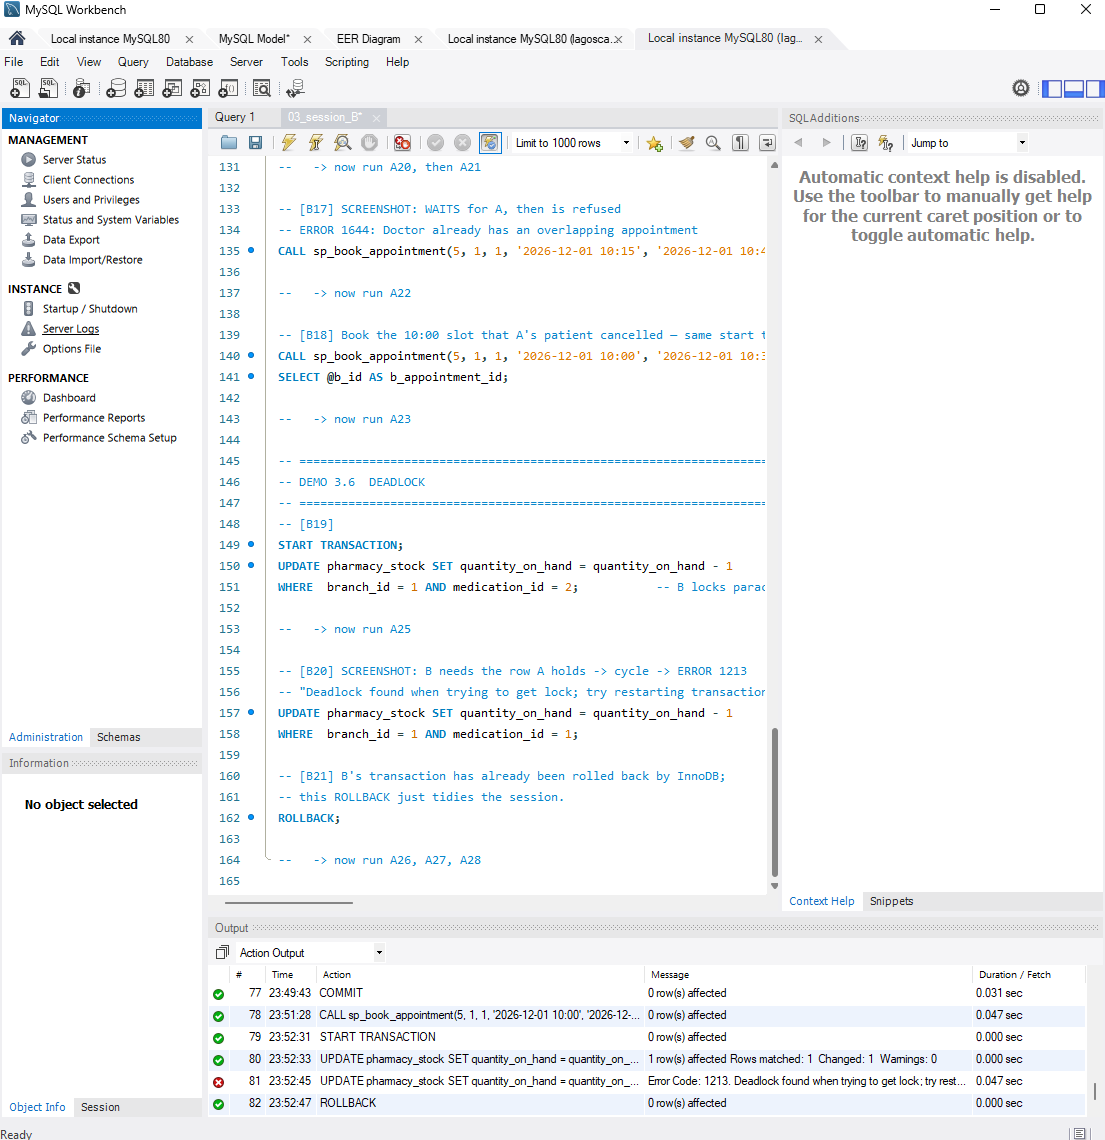 MySQL Workbench
Local instance MySQL80
MySQL Model*
EER Diagram
Local instance MySQL80 (lagosca...
Local instance MySQL80 (lag...
File Edit View Query Database Server Tools Scripting Help
Navigator
MANAGEMENT
Server Status
Client Connections
Users and Privileges
Status and System Variables
Data Export
Data Import/Restore
INSTANCE
Startup / Shutdown
Server Logs
Options File
PERFORMANCE
Dashboard
Performance Reports
Performance Schema Setup
Administration Schemas
Information
No object selected
Object Info Session
Query 1
03_session_B*
Limit to 1000 rows
131 --   -> now run A20, then A21
132
133 -- [B17] SCREENSHOT: WAITS for A, then is refused
134 -- ERROR 1644: Doctor already has an overlapping appointment
135 CALL sp_book_appointment(5, 1, 1, '2026-12-01 10:15', '2026-12-01 10:4
136
137 --   -> now run A22
138
139 -- [B18] Book the 10:00 slot that A's patient cancelled — same start t
140 CALL sp_book_appointment(5, 1, 1, '2026-12-01 10:00', '2026-12-01 10:3
141 SELECT @b_id AS b_appointment_id;
142
143 --   -> now run A23
144
145 -- ===================================================================
146 -- DEMO 3.6  DEADLOCK
147 -- ===================================================================
148 -- [B19]
149 START TRANSACTION;
150 UPDATE pharmacy_stock SET quantity_on_hand = quantity_on_hand - 1
151 WHERE  branch_id = 1 AND medication_id = 2;           -- B locks parac
152
153 --   -> now run A25
154
155 -- [B20] SCREENSHOT: B needs the row A holds -> cycle -> ERROR 1213
156 -- "Deadlock found when trying to get lock; try restarting transaction
157 UPDATE pharmacy_stock SET quantity_on_hand = quantity_on_hand - 1
158 WHERE  branch_id = 1 AND medication_id = 1;
159
160 -- [B21] B's transaction has already been rolled back by InnoDB;
161 -- this ROLLBACK just tidies the session.
162 ROLLBACK;
163
164 --   -> now run A26, A27, A28
165
SQLAdditions
Jump to
Automatic context help is disabled.
Use the toolbar to manually get help
for the current caret position or to
toggle automatic help.
Context Help Snippets
Output
Action Output
# Time Action Message Duration / Fetch
77 23:49:43 COMMIT 0 row(s) affected 0.031 sec
78 23:51:28 CALL sp_book_appointment(5, 1, 1, '2026-12-01 10:00', '2026-12-... 0 row(s) affected 0.047 sec
79 23:52:31 START TRANSACTION 0 row(s) affected 0.000 sec
80 23:52:33 UPDATE pharmacy_stock SET quantity_on_hand = quantity_on_... 1 row(s) affected Rows matched: 1  Changed: 1  Warnings: 0 0.000 sec
81 23:52:45 UPDATE pharmacy_stock SET quantity_on_hand = quantity_on_... Error Code: 1213. Deadlock found when trying to get lock; try rest... 0.047 sec
82 23:52:47 ROLLBACK 0 row(s) affected 0.000 sec
Ready